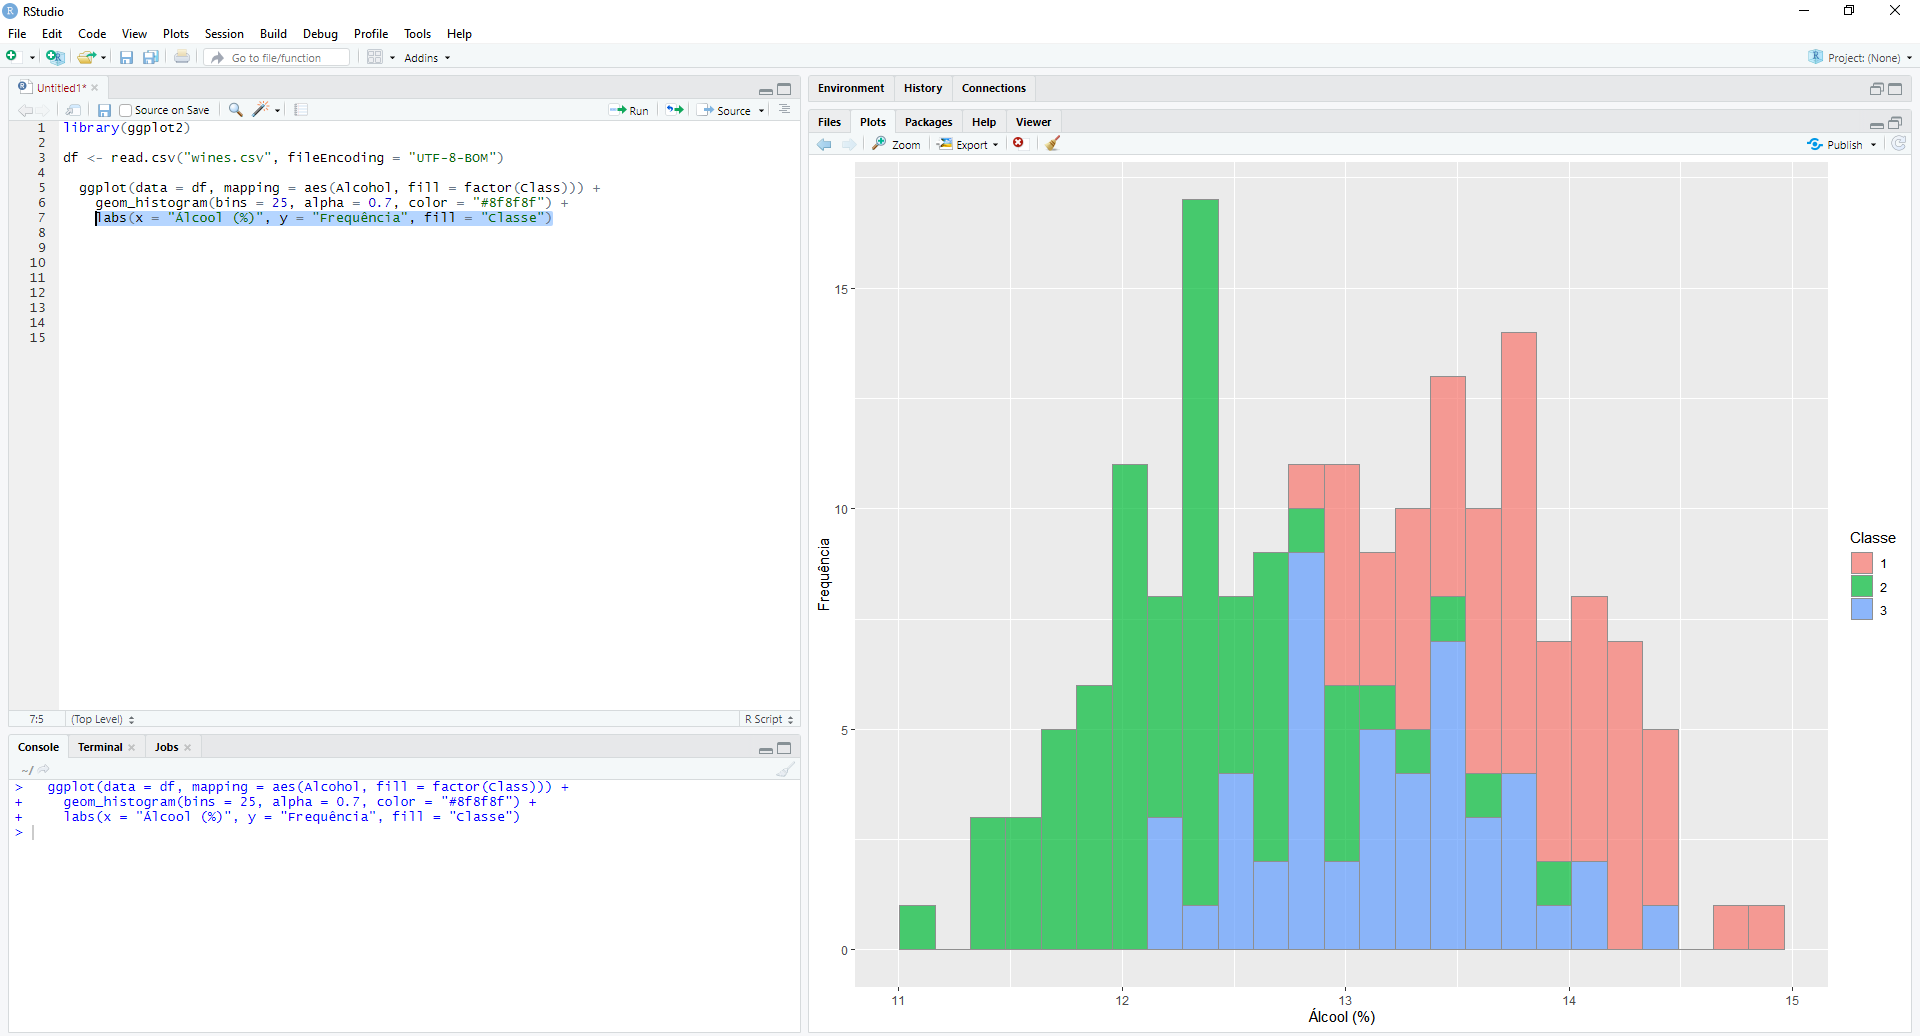 RStudio
File Edit Code View Plots Session Build Debug Profile Tools Help
Go to file/function Addins Project: (None)
Untitled1*
Source on Save Run Source
1 library(ggplot2)
2
3 df <- read.csv("wines.csv", fileEncoding = "UTF-8-BOM")
4
5 ggplot(data = df, mapping = aes(Alcohol, fill = factor(Class))) +
6 geom_histogram(bins = 25, alpha = 0.7, color = "#8f8f8f") +
7 labs(x = "Álcool (%)", y = "Frequência", fill = "Classe")
8
9
10
11
12
13
14
15
7:5 (Top Level) R Script
Console Terminal Jobs
~/
> ggplot(data = df, mapping = aes(Alcohol, fill = factor(Class))) +
+ geom_histogram(bins = 25, alpha = 0.7, color = "#8f8f8f") +
+ labs(x = "Álcool (%)", y = "Frequência", fill = "Classe")
>
Environment History Connections
Files Plots Packages Help Viewer
Zoom Export Publish
15
10
5
0
Frequência
11 12 13 14 15
Álcool (%)
Classe
1
2
3